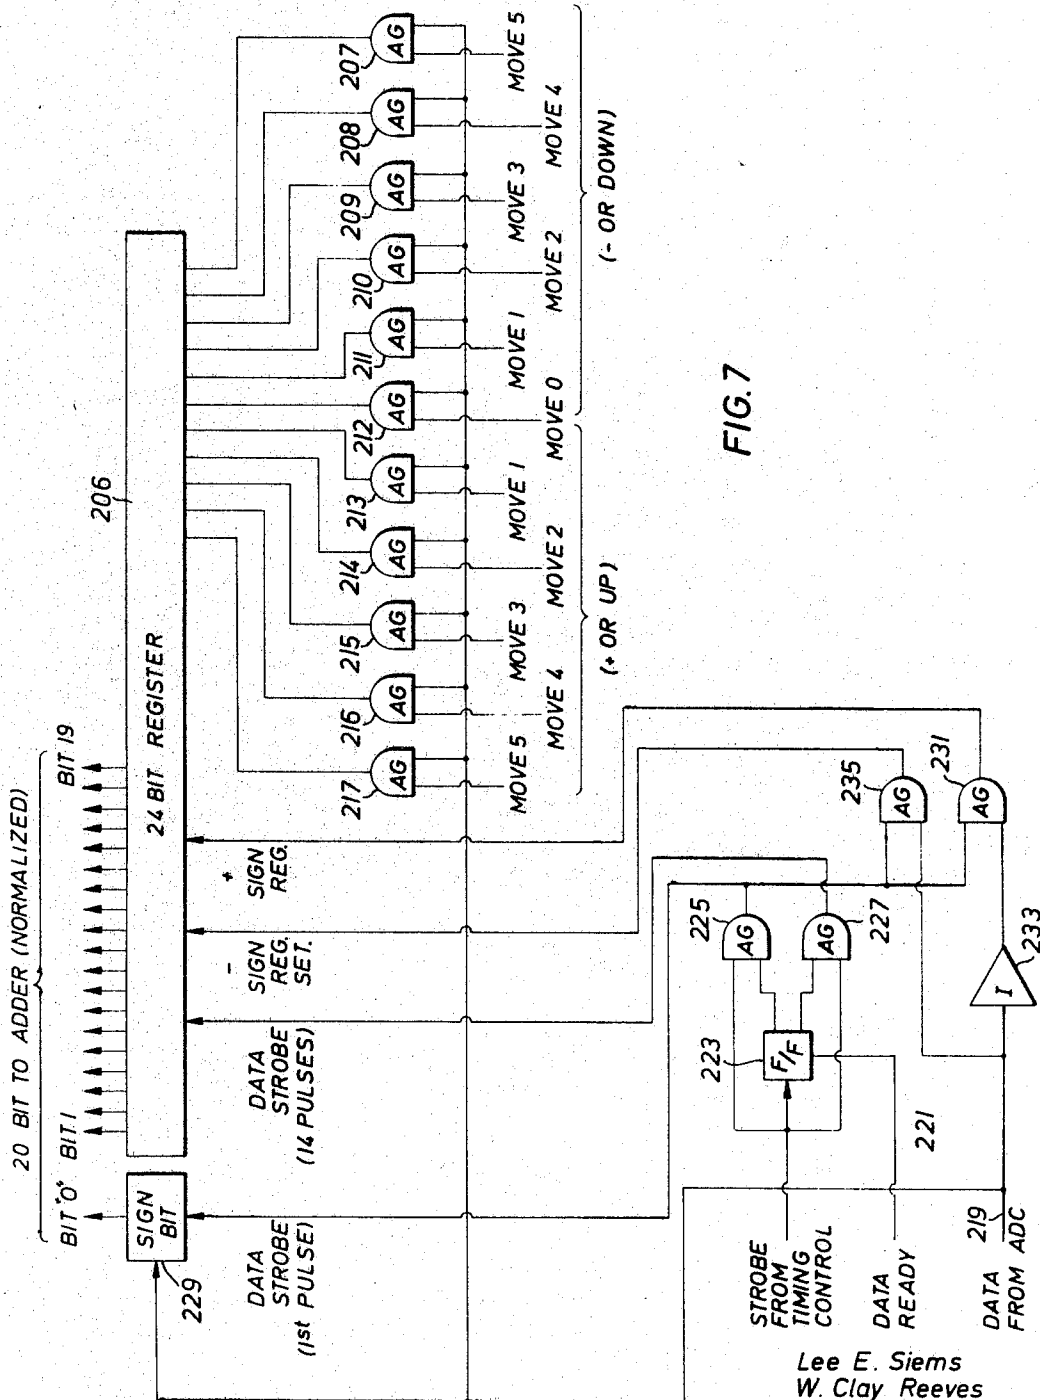 20 BIT TO ADDER (NORMALIZED)
BIT "O" BIT 1 BIT 19
SIGN
BIT
229
24 BIT REGISTER
206
DATA
STROBE
(1st PULSE)
DATA
STROBE
(14 PULSES)
-
SIGN
REG.
SET.
+
SIGN
REG.
AG
217
AG
216
AG
215
AG
214
AG
213
AG
212
AG
211
AG
210
AG
209
AG
208
AG
207
MOVE 5
MOVE 4
MOVE 3
MOVE 2
MOVE 1
MOVE 0
MOVE 1
MOVE 2
MOVE 3
MOVE 4
MOVE 5
(+ OR UP)
(- OR DOWN)
STROBE
FROM
TIMING
CONTROL
223
F/F
225
AG
AG
227
DATA
READY
221
235
AG
AG
231
DATA
FROM ADC
219
I
233
FIG. 7
Lee E. Siems
W. Clay Reeves